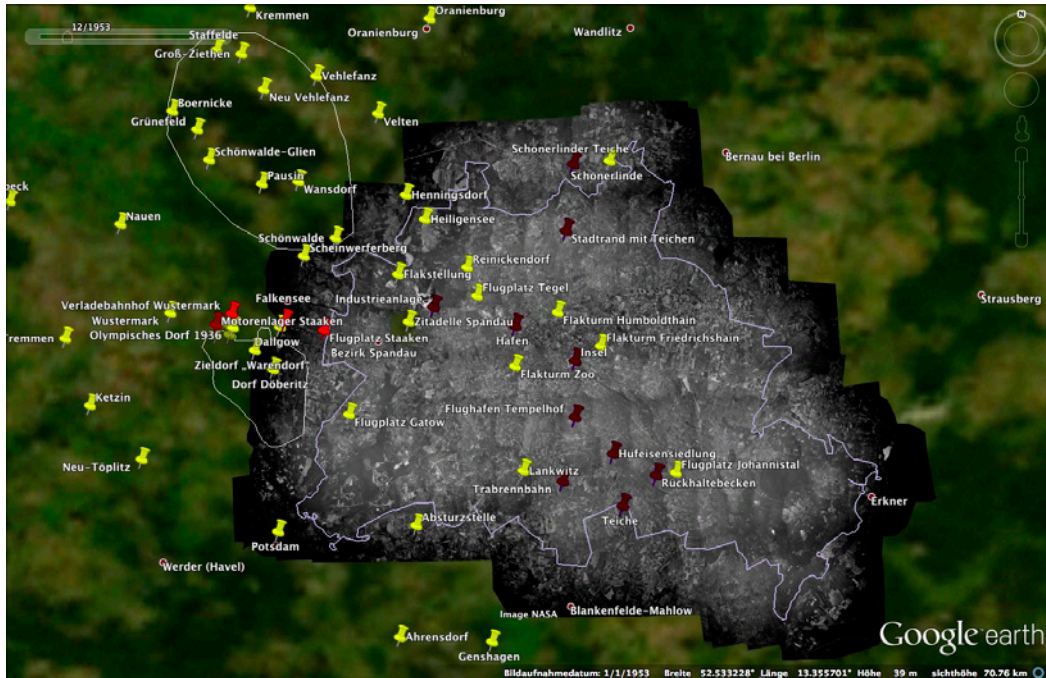 Kremmen
Oranienburg
12/1953
Staffelde
Oranienburg
Wandlitz
N
Groß-Ziethen
Vehlefanz
Neu Vehlefanz
Boernicke
Grünefeld
Velten
Schönerlinder Teiche
Bernau bei Berlin
Schönwalde-Glien
Schönerlinde
Pausin
Wansdorf
beck
Henningsdorf
Nauen
Heiligensee
Schönwalde
Stadtrand mit Teichen
Scheinwerferberg
Reinickendorf
Flakstellung
Flugplatz Tegel
Falkensee
Industrieanlage
Strausberg
Verladebahnhof Wustermark
Wustermark
Motorenlager Staaken
Zitadelle Spandau
Flakturm Humboldthain
Tremmen
Olympisches Dorf 1936
Flugplatz Staaken
Hafen
Flakturm Friedrichshain
Dallgow
Bezirk Spandau
Insel
Zieldorf „Warendorf“
Flakturm Zoo
Dorf Döberitz
Ketzin
Flughafen Tempelhof
Flugplatz Gatow
Hufeisensiedlung
Neu-Töplitz
Lankwitz
Flugplatz Johannistal
Trabrennbahn
Rückhaltebecken
Erkner
Absturzstelle
Teiche
Potsdam
Werder (Havel)
Image NASA
Blankenfelde-Mahlow
Ahrensdorf
Genshagen
Google earth
Bildaufnahmedatum: 1/1/1953 Breite 52.533228° Länge 13.355701° Höhe 39 m sichthöhe 70.76 km